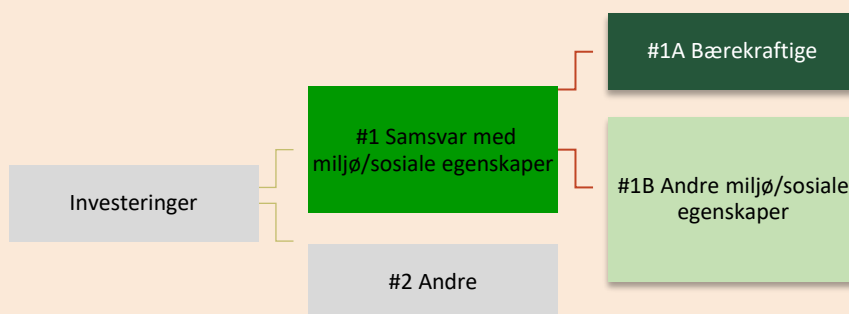 #1A Bærekraftige
#1 Samsvar med
miljø/sosiale egenskaper
#1B Andre miljø/sosiale
egenskaper
Investeringer
#2 Andre